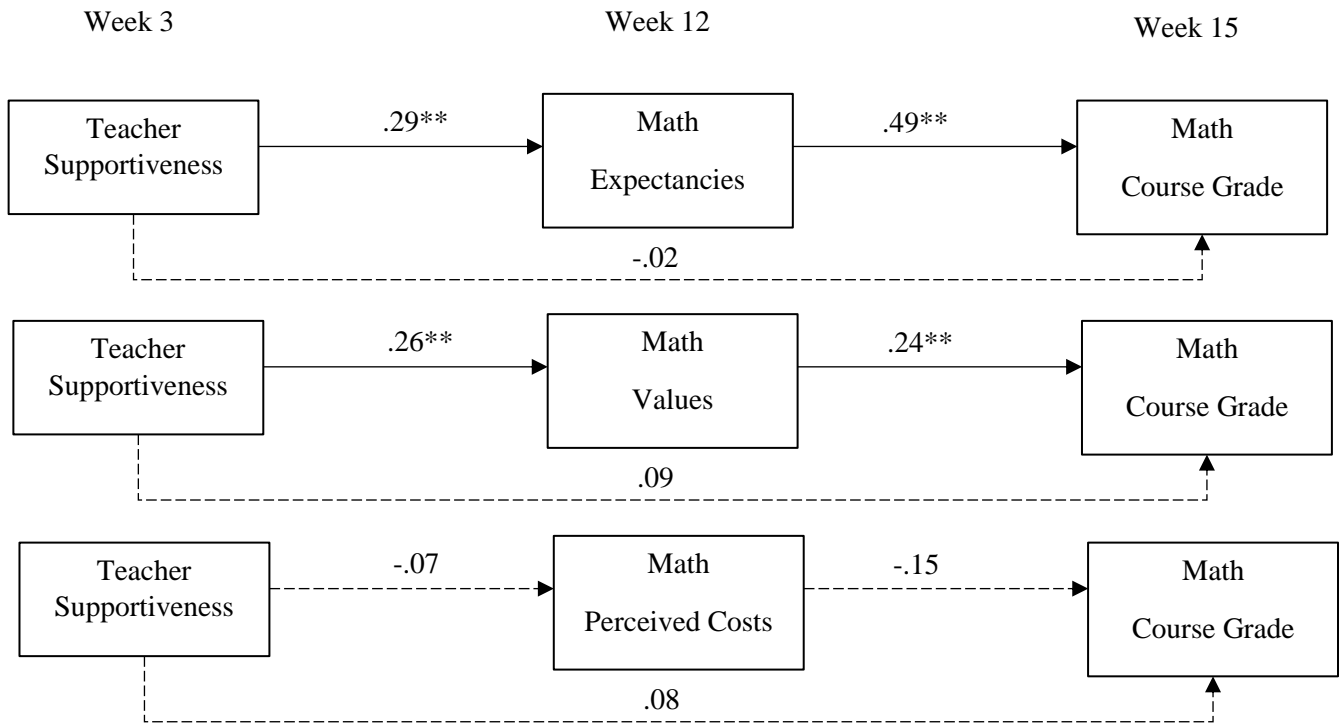 Week 3
Week 12
Week 15
Teacher
Supportiveness
.29**
Math
Expectancies
.49**
Math
Course Grade
-.02
Teacher
Supportiveness
.26**
Math
Values
.24**
Math
Course Grade
.09
Teacher
Supportiveness
-.07
Math
Perceived Costs
-.15
Math
Course Grade
.08